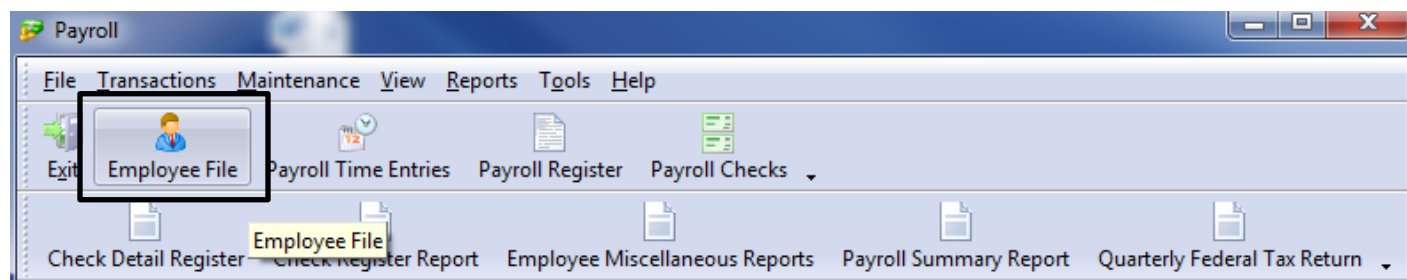 Payroll
File Transactions Maintenance View Reports Tools Help
Exit Employee File Payroll Time Entries Payroll Register Payroll Checks
Employee File
Check Detail Register Check Register Report Employee Miscellaneous Reports Payroll Summary Report Quarterly Federal Tax Return